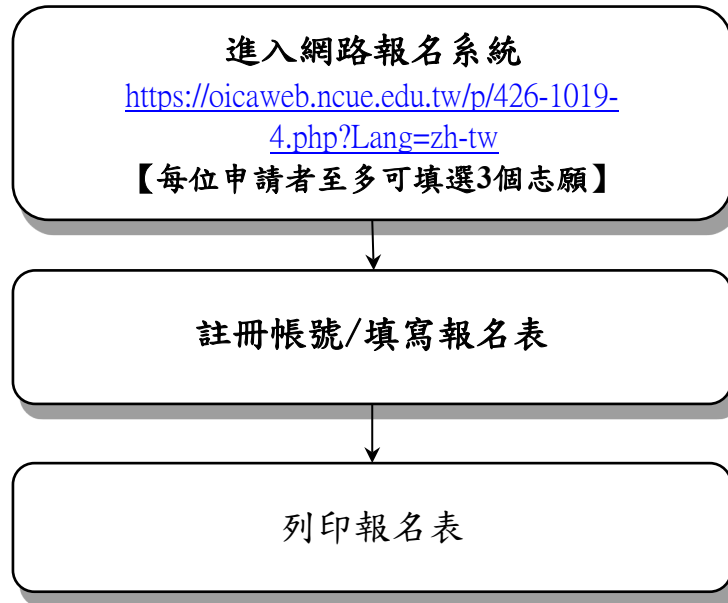 進入網路報名系統
https://oicaweb.ncue.edu.tw/p/426-1019-
4.php?Lang=zh-tw
【每位申請者至多可填選3個志願】
註冊帳號/填寫報名表
列印報名表